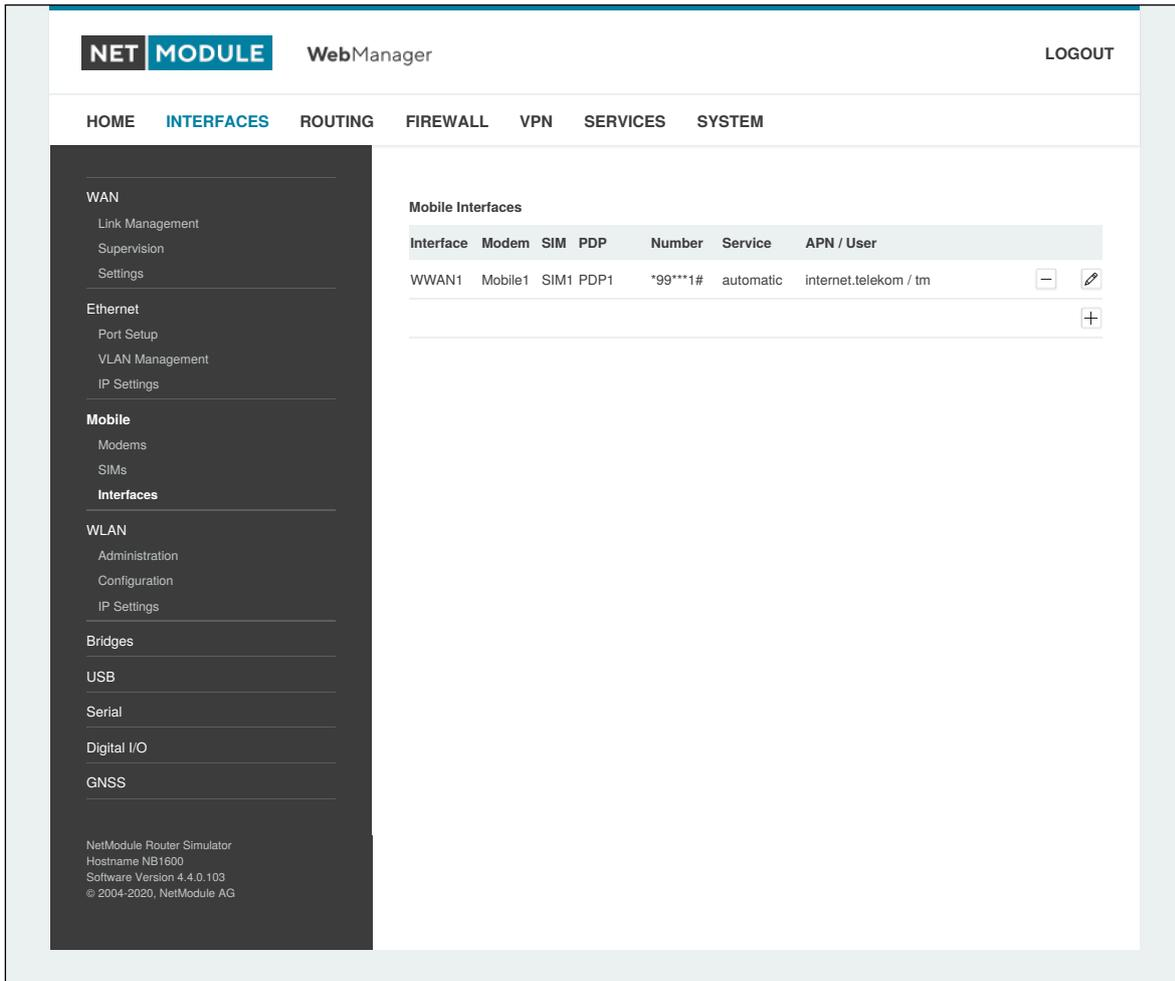 NET MODULE WebManager LOGOUT
HOME INTERFACES ROUTING FIREWALL VPN SERVICES SYSTEM
WAN
Link Management
Supervision
Settings
Ethernet
Port Setup
VLAN Management
IP Settings
Mobile
Modems
SIMs
Interfaces
WLAN
Administration
Configuration
IP Settings
Bridges
USB
Serial
Digital I/O
GNSS
NetModule Router Simulator
Hostname NB1600
Software Version 4.4.0.103
© 2004-2020, NetModule AG
Mobile Interfaces
Interface Modem SIM PDP Number Service APN / User
WWAN1 Mobile1 SIM1 PDP1 *99***1# automatic internet.telekom / tm